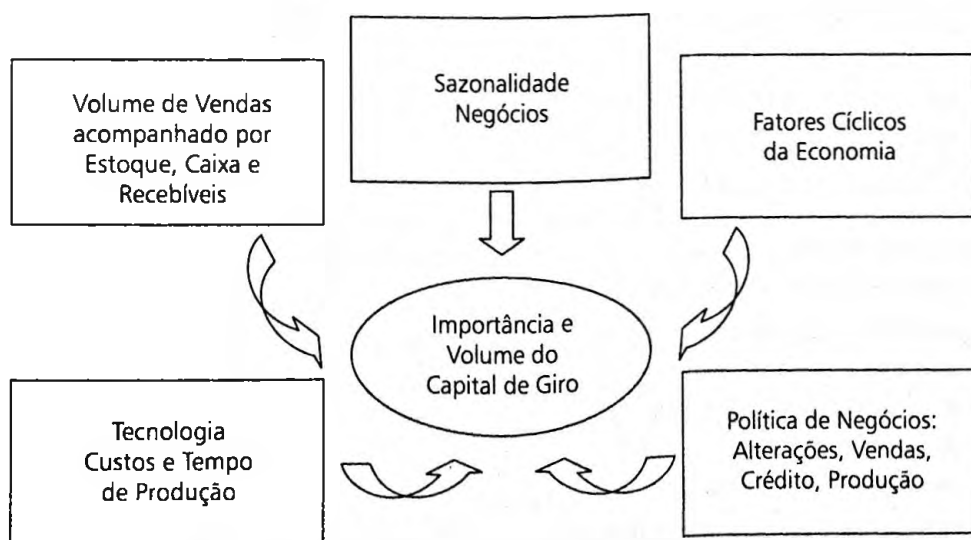 Volume de Vendas
acompanhado por
Estoque, Caixa e
Recebíveis
Sazonalidade
Negócios
Fatores Cíclicos
da Economia
Importância e
Volume do
Capital de Giro
Tecnologia
Custos e Tempo
de Produção
Política de Negócios:
Alterações, Vendas,
Crédito, Produção